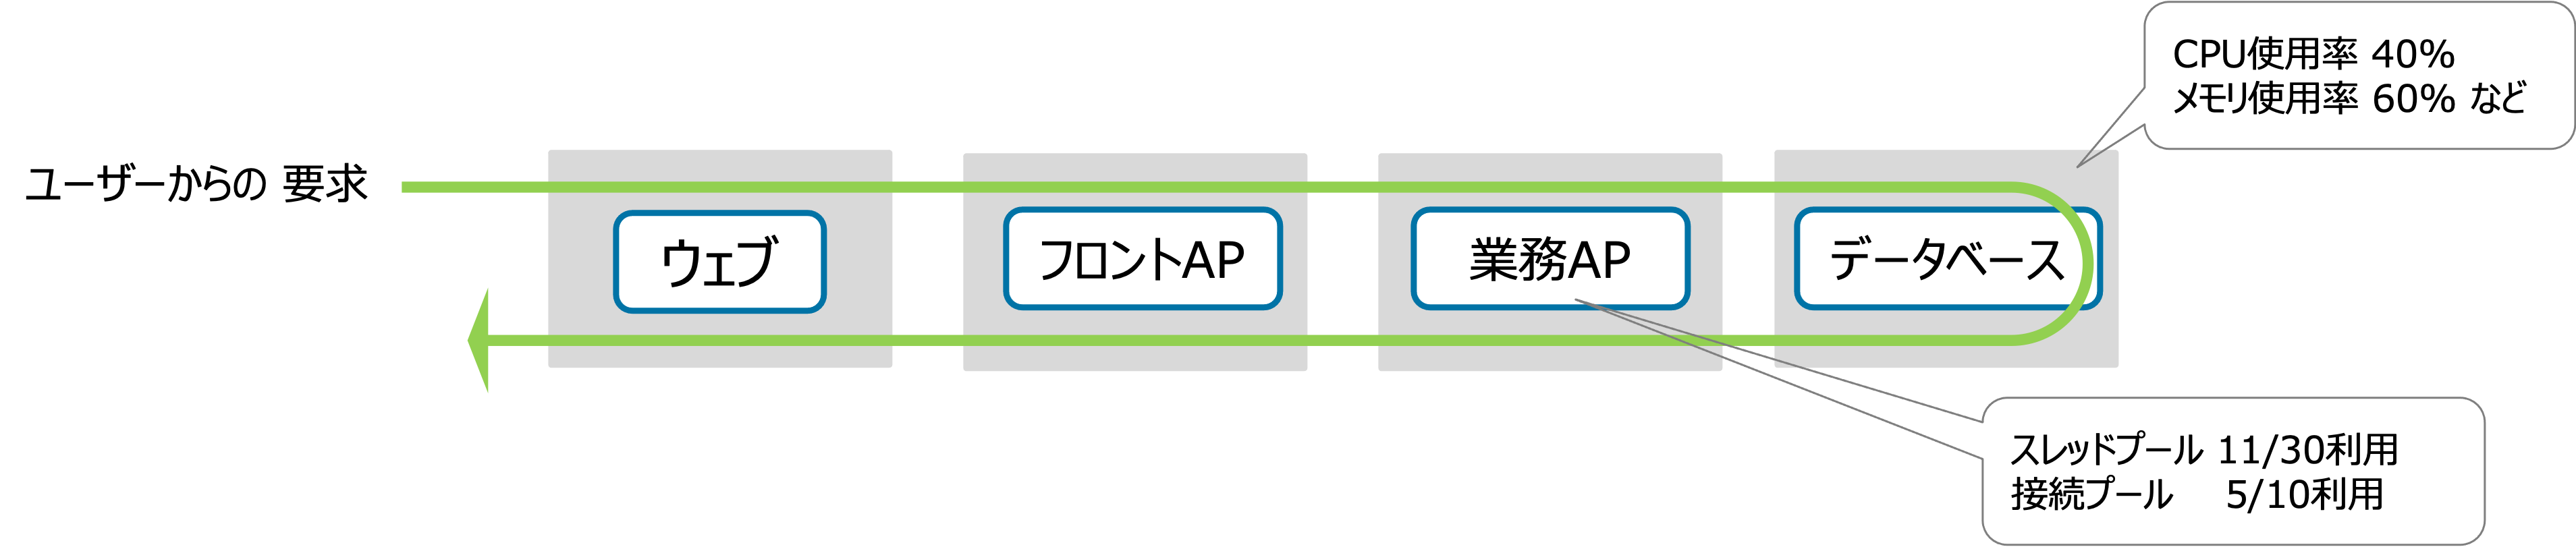 CPU使用率 40%
メモリ使用率 60% など
ユーザーからの 要求
ウェブ
フロントAP
業務AP
データベース
スレッドプール 11/30利用
接続プール 5/10利用